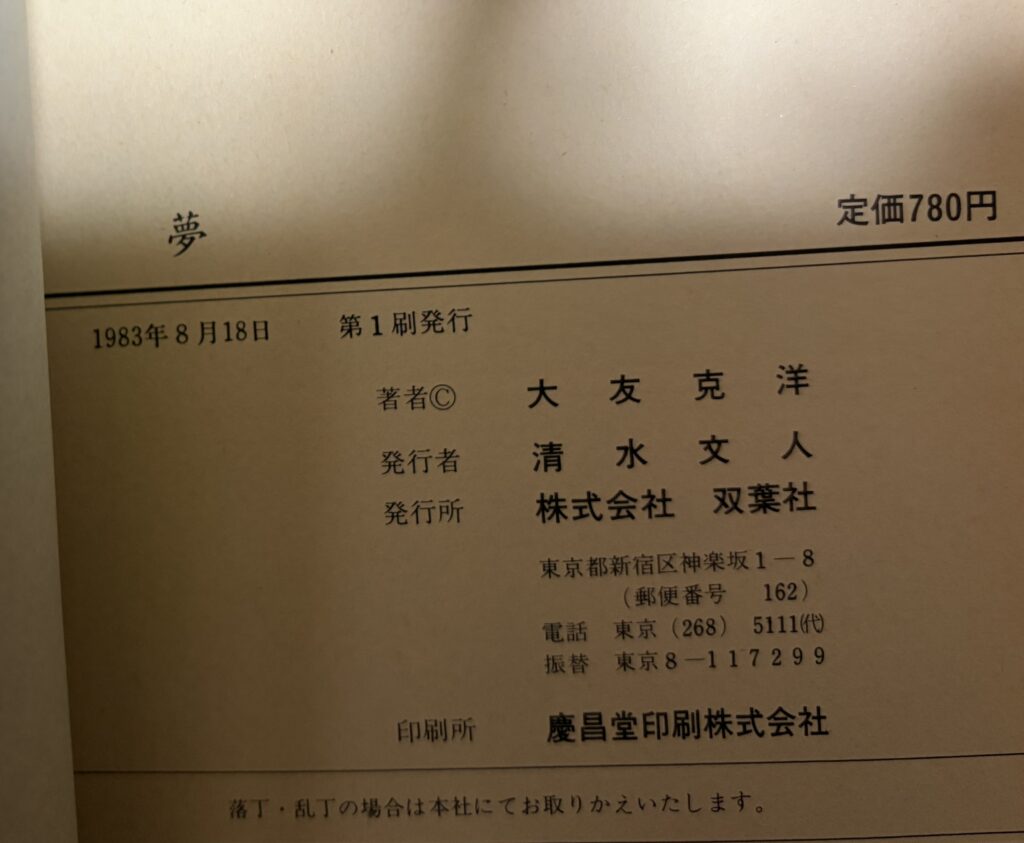 夢
定価780円
1983年8月18日 第1刷発行
著者© 大友克洋
発行者 清水文人
発行所 株式会社 双葉社
東京都新宿区神楽坂1－8
（郵便番号 162）
電話 東京（268） 5111㈹
振替 東京8－117299
印刷所 慶昌堂印刷株式会社
落丁・乱丁の場合は本社にてお取りかえいたします。